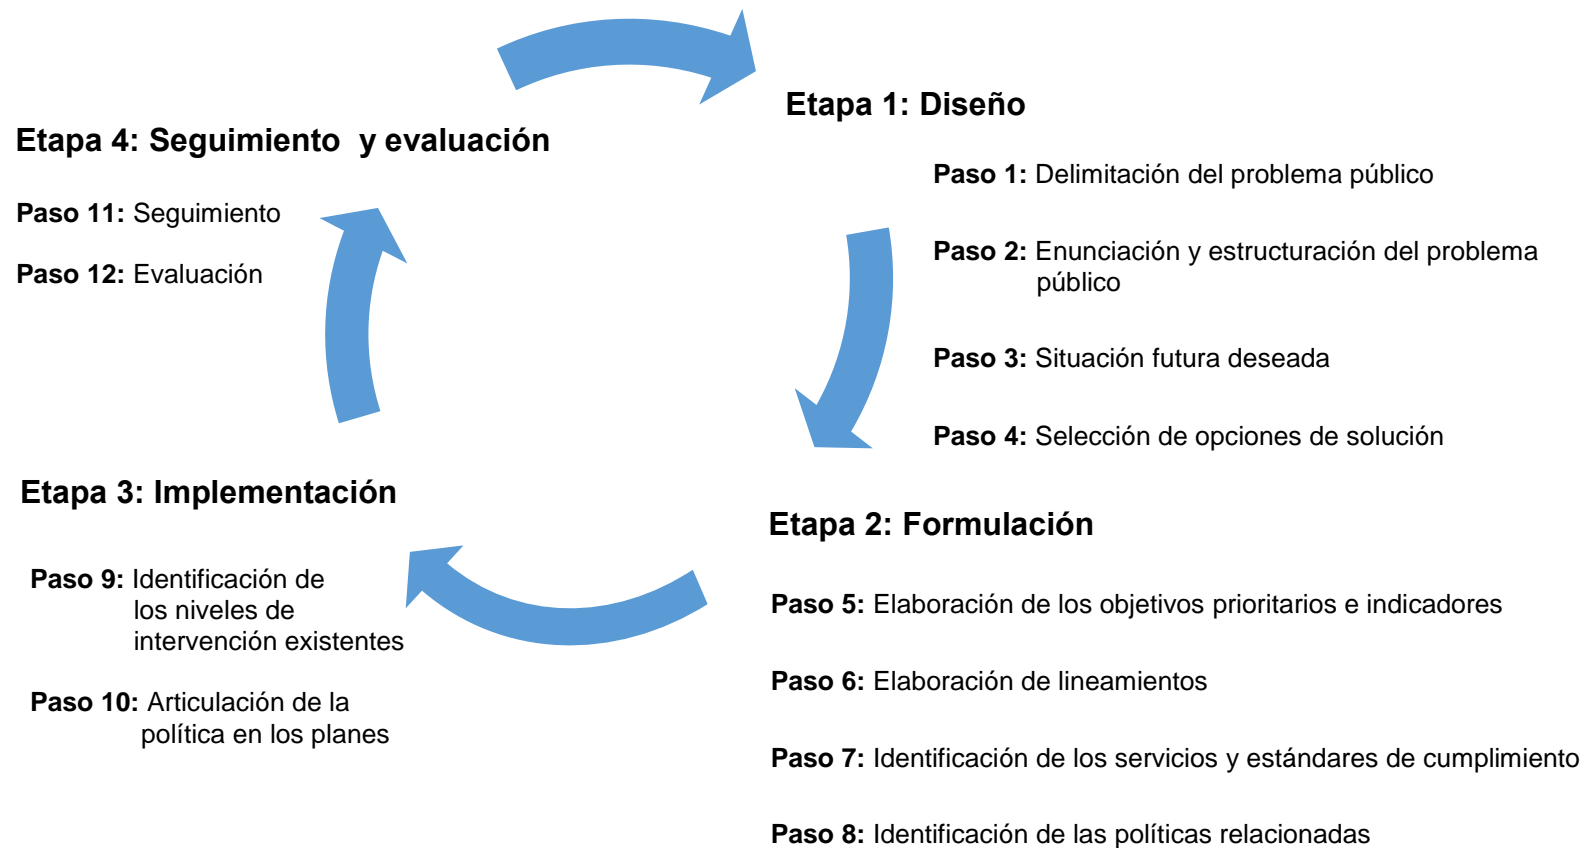 Etapa 1: Diseño
Paso 1: Delimitación del problema público
Paso 2: Enunciación y estructuración del problema
público
Paso 3: Situación futura deseada
Paso 4: Selección de opciones de solución
Etapa 2: Formulación
Paso 5: Elaboración de los objetivos prioritarios e indicadores
Paso 6: Elaboración de lineamientos
Paso 7: Identificación de los servicios y estándares de cumplimiento
Paso 8: Identificación de las políticas relacionadas
Etapa 3: Implementación
Paso 9: Identificación de
los niveles de
intervención existentes
Paso 10: Articulación de la
política en los planes
Etapa 4: Seguimiento y evaluación
Paso 11: Seguimiento
Paso 12: Evaluación